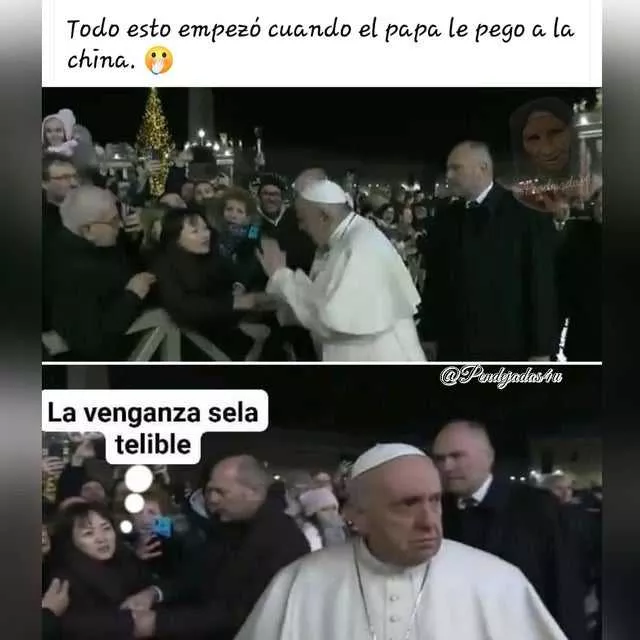 Todo esto empezó cuando el papa le pego a la
china. 🫢
@Pendejadas4u
La venganza sela
telible